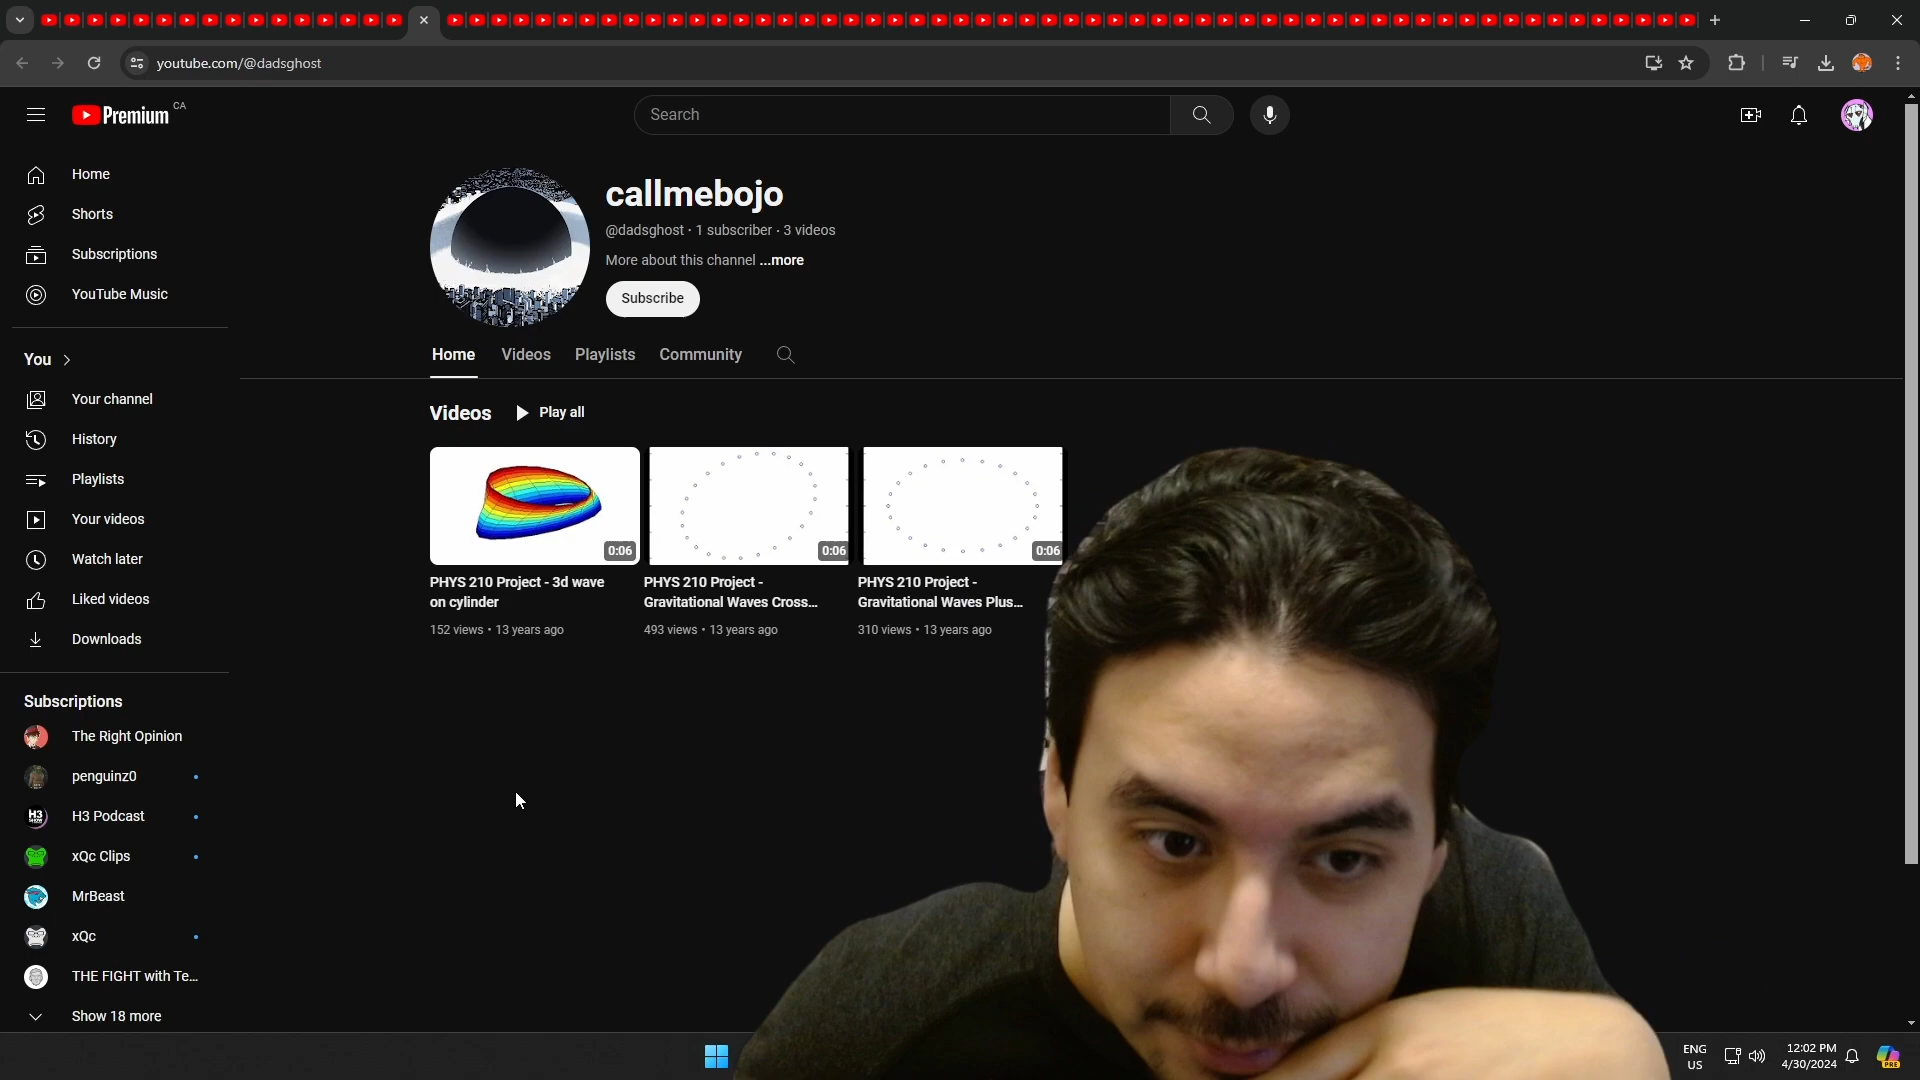 youtube.com/@dadsghost
Premium CA
Search
Home
Shorts
Subscriptions
YouTube Music
You
Your channel
History
Playlists
Your videos
Watch later
Liked videos
Downloads
Subscriptions
The Right Opinion
penguinz0
H3 Podcast
xQc Clips
MrBeast
xQc
THE FIGHT with Te...
Show 18 more
callmebojo
@dadsghost · 1 subscriber · 3 videos
More about this channel ...more
Subscribe
Home Videos Playlists Community
Videos Play all
0:06
PHYS 210 Project - 3d wave
on cylinder
152 views • 13 years ago
0:06
PHYS 210 Project -
Gravitational Waves Cross...
493 views • 13 years ago
0:06
PHYS 210 Project -
Gravitational Waves Plus...
310 views • 13 years ago
ENG
US
12:02 PM
4/30/2024
PRE